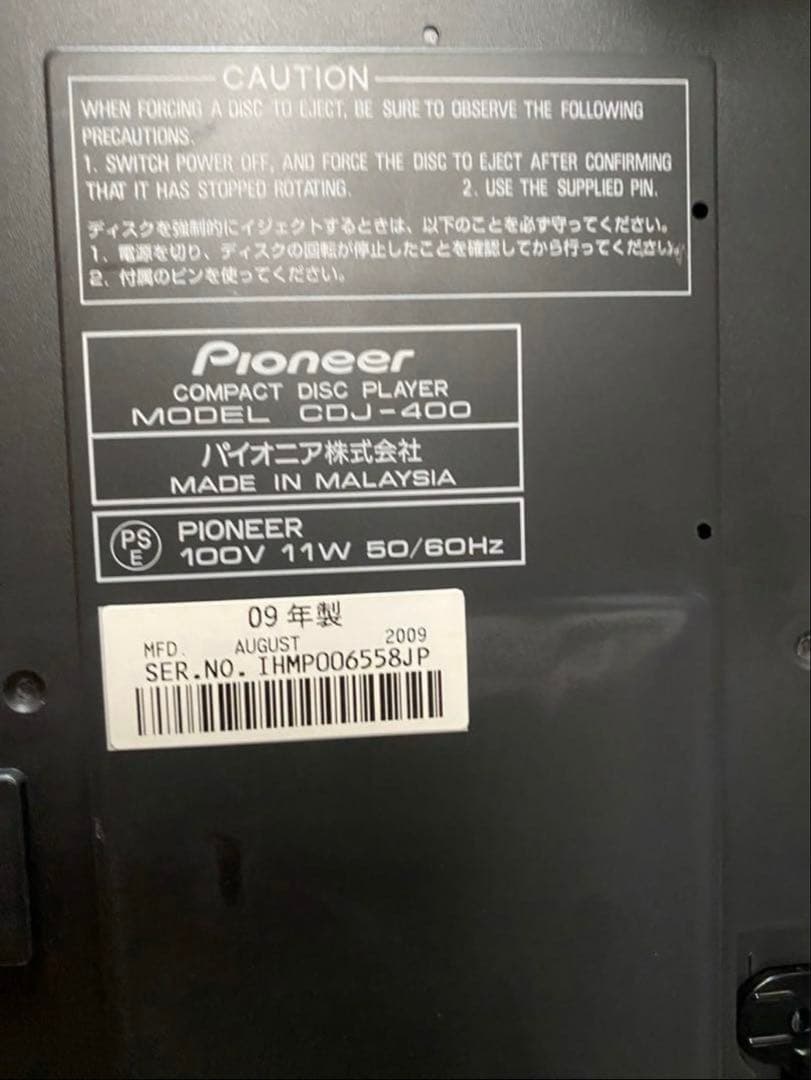 CAUTION
WHEN FORCING A DISC TO EJECT, BE SURE TO OBSERVE THE FOLLOWING
PRECAUTIONS.
1. SWITCH POWER OFF, AND FORCE THE DISC TO EJECT AFTER CONFIRMING
THAT IT HAS STOPPED ROTATING. 2. USE THE SUPPLIED PIN.
ディスクを強制的にイジェクトするときは、以下のことを必ず守ってください。
1. 電源を切り、ディスクの回転が停止したことを確認してから行ってください。
2. 付属のピンを使ってください。
Pioneer
COMPACT DISC PLAYER
MODEL CDJ-400
パイオニア株式会社
MADE IN MALAYSIA
PS
E
PIONEER
100V 11W 50/60Hz
09 年製
MFD. AUGUST 2009
SER.NO. IHMP006558JP